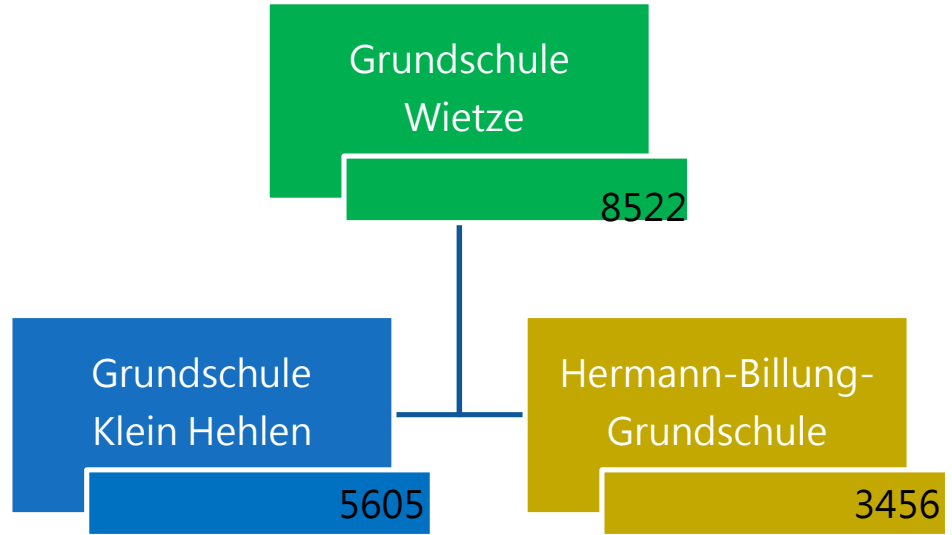 Grundschule
Wietze
8522
Grundschule
Klein Hehlen
5605
Hermann-Billung-
Grundschule
3456